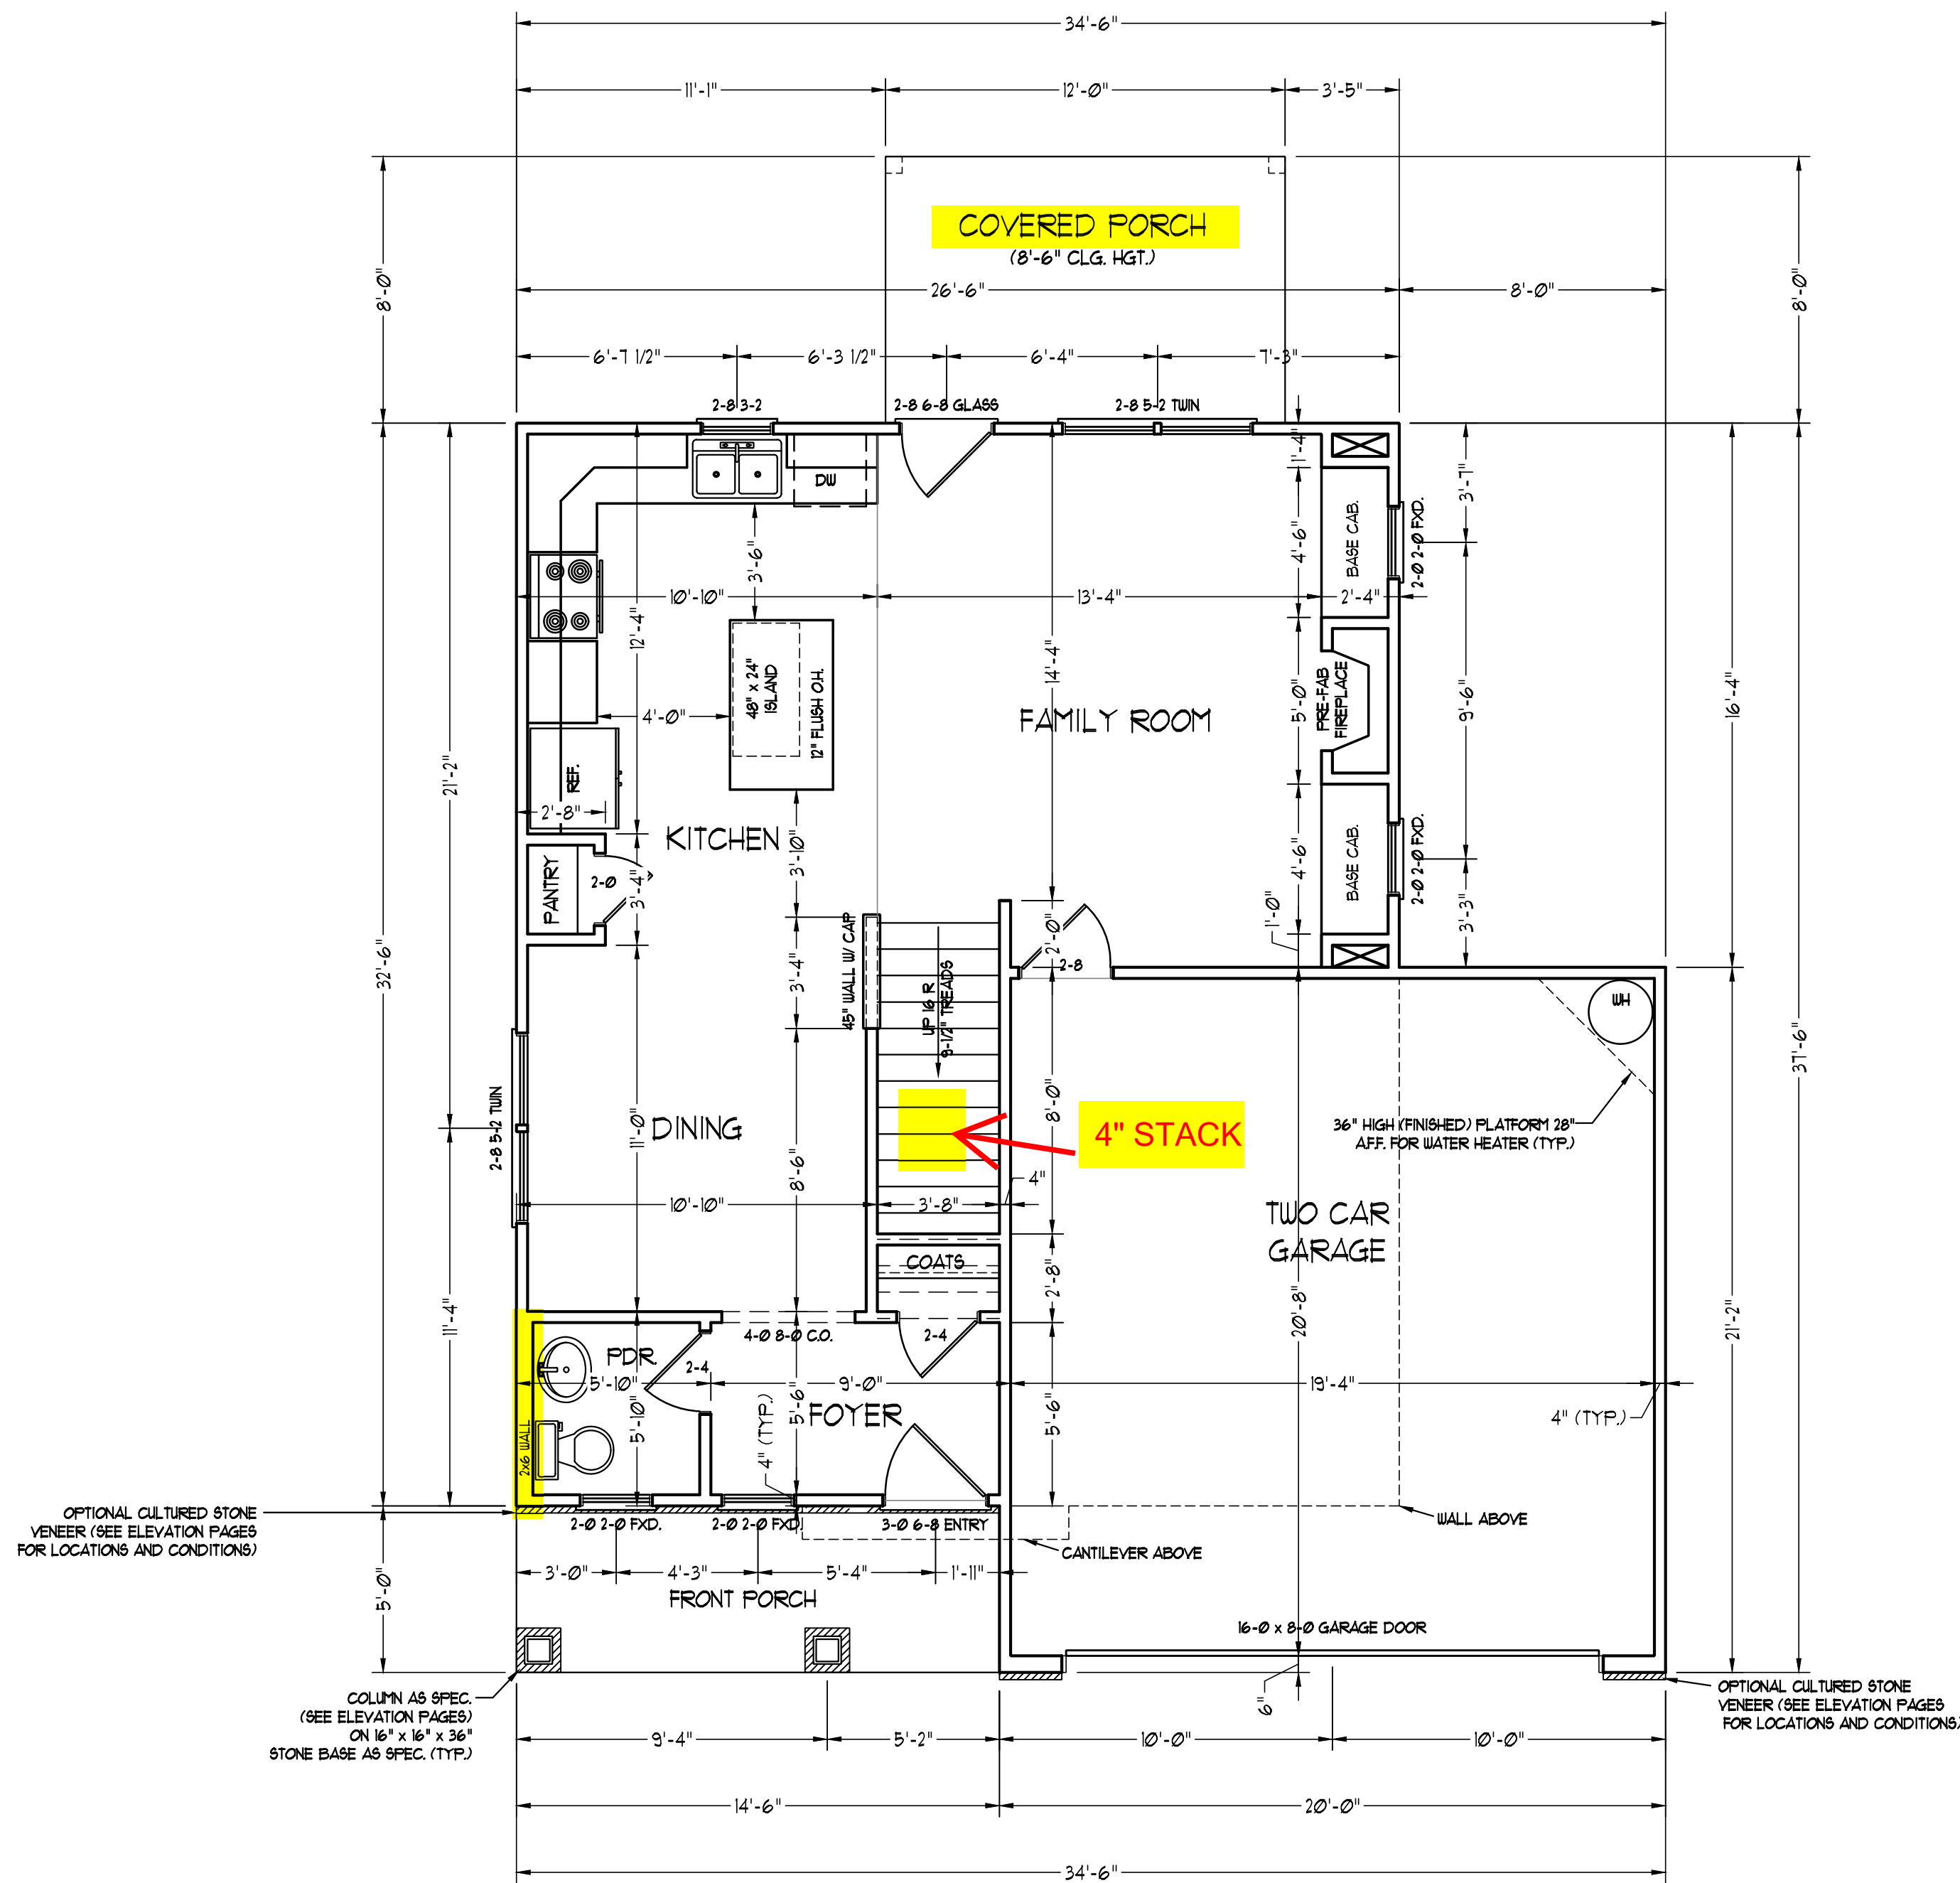 34'-6"
11'-1"
12'-0"
3'-5"
COVERED PORCH
(8'-6" CLG. HGT.)
8'-0"
8'-0"
26'-6"
8'-0"
6'-7 1/2"
6'-3 1/2"
6'-4"
7'-3"
2-8 3-2
2-8 6-8 GLASS
2-8 5-2 TWIN
1'-4"
DW
3'-7"
BASE CAB.
2-0 2-0 FXD.
4'-6"
3'-6"
10'-10"
13'-4"
2'-4"
12'-4"
48" x 24"
ISLAND
12" FLUSH O.H.
14'-4"
5'-0"
PRE-FAB
FIREPLACE
9'-6"
16'-4"
4'-0"
FAMILY ROOM
21'-2"
REF.
2'-8"
KITCHEN
3'-10"
4'-6"
BASE CAB.
2-0 2-0 FXD.
PANTRY
2-0
3'-4"
1'-0"
3'-3"
45" WALL W/ CAP
3'-4"
2'-0"
2-8
32'-6"
UP 16 R
9-1/2" TREADS
WH
37'-6"
2-8 5-2 TWIN
DINING
11'-0"
8'-6"
8'-0"
4" STACK
36" HIGH (FINISHED) PLATFORM 28"
A.F.F. FOR WATER HEATER (TYP.)
4"
10'-10"
3'-8"
TWO CAR
GARAGE
COATS
2'-8"
11'-4"
20'-8"
21'-2"
4-0 8-0 C.O.
2-4
PDR.
2-4
5'-10"
9'-0"
19'-4"
5'-10"
5'-6"
FOYER
5'-6"
4" (TYP.)
4" (TYP.)
2x6 WALL
OPTIONAL CULTURED STONE
VENEER (SEE ELEVATION PAGES
FOR LOCATIONS AND CONDITIONS)
2-0 2-0 FXD.
2-0 2-0 FXD.
3-0 6-8 ENTRY
WALL ABOVE
CANTILEVER ABOVE
5'-0"
3'-0"
4'-3"
5'-4"
1'-11"
FRONT PORCH
16-0 x 8-0 GARAGE DOOR
6"
COLUMN AS SPEC.
(SEE ELEVATION PAGES)
ON 16" x 16" x 36"
STONE BASE AS SPEC. (TYP.)
OPTIONAL CULTURED STONE
VENEER (SEE ELEVATION PAGES
FOR LOCATIONS AND CONDITIONS)
9'-4"
5'-2"
10'-0"
10'-0"
14'-6"
20'-0"
34'-6"